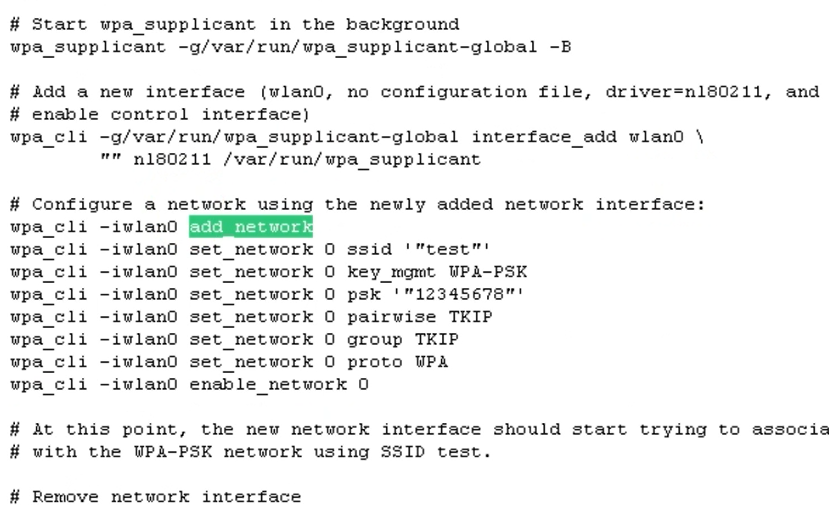 # Start wpa_supplicant in the background
wpa_supplicant -g/var/run/wpa_supplicant-global -B
# Add a new interface (wlan0, no configuration file, driver=nl80211, and
# enable control interface)
wpa_cli -g/var/run/wpa_supplicant-global interface_add wlan0 \
"" nl80211 /var/run/wpa_supplicant
# Configure a network using the newly added network interface:
wpa_cli -iwlan0 add_network
wpa_cli -iwlan0 set_network 0 ssid '"test"'
wpa_cli -iwlan0 set_network 0 key_mgmt WPA-PSK
wpa_cli -iwlan0 set_network 0 psk '"12345678"'
wpa_cli -iwlan0 set_network 0 pairwise TKIP
wpa_cli -iwlan0 set_network 0 group TKIP
wpa_cli -iwlan0 set_network 0 proto WPA
wpa_cli -iwlan0 enable_network 0
# At this point, the new network interface should start trying to associa
# with the WPA-PSK network using SSID test.
# Remove network interface